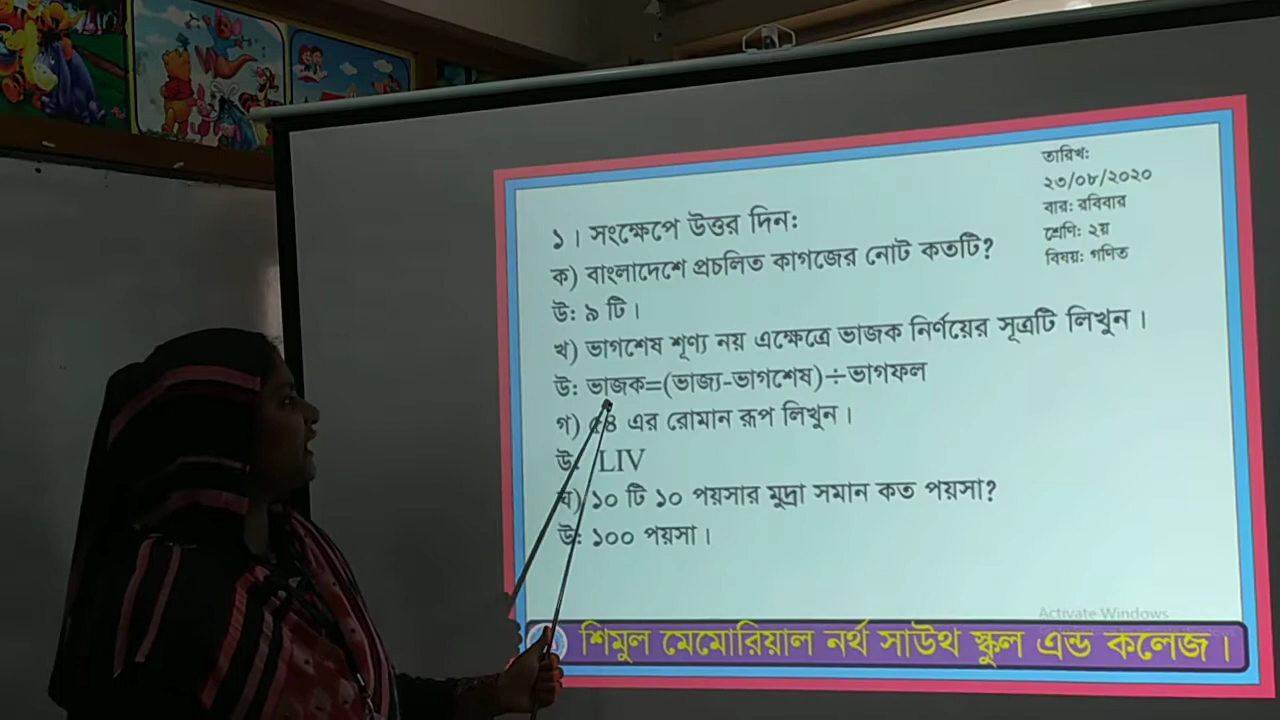 তারিখ:
২৩/০৮/২০২০
বার: রবিবার
শ্রেণি: ২য়
বিষয়: গণিত
১। সংক্ষেপে উত্তর দিন:
ক) বাংলাদেশে প্রচলিত কাগজের নোট কতটি?
উ: ৯ টি।
খ) ভাগশেষ শূণ্য নয় এক্ষেত্রে ভাজক নির্ণয়ের সূত্রটি লিখুন।
উ: ভাজক=(ভাজ্য-ভাগশেষ)÷ভাগফল
গ) ৫৪ এর রোমান রূপ লিখুন।
উ: LIV
ঘ) ১০ টি ১০ পয়সার মুদ্রা সমান কত পয়সা?
উ: ১০০ পয়সা।
Activate Windows
শিমুল মেমোরিয়াল নর্থ সাউথ স্কুল এন্ড কলেজ।